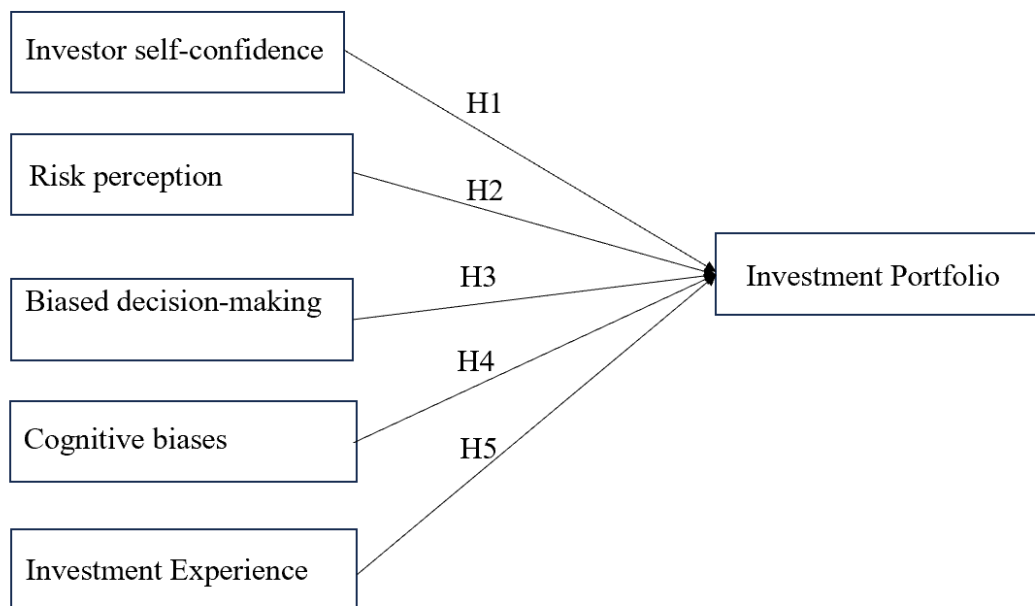 Investor self-confidence
H1
Risk perception
H2
Investment Portfolio
Biased decision-making
H3
H4
Cognitive biases
H5
Investment Experience